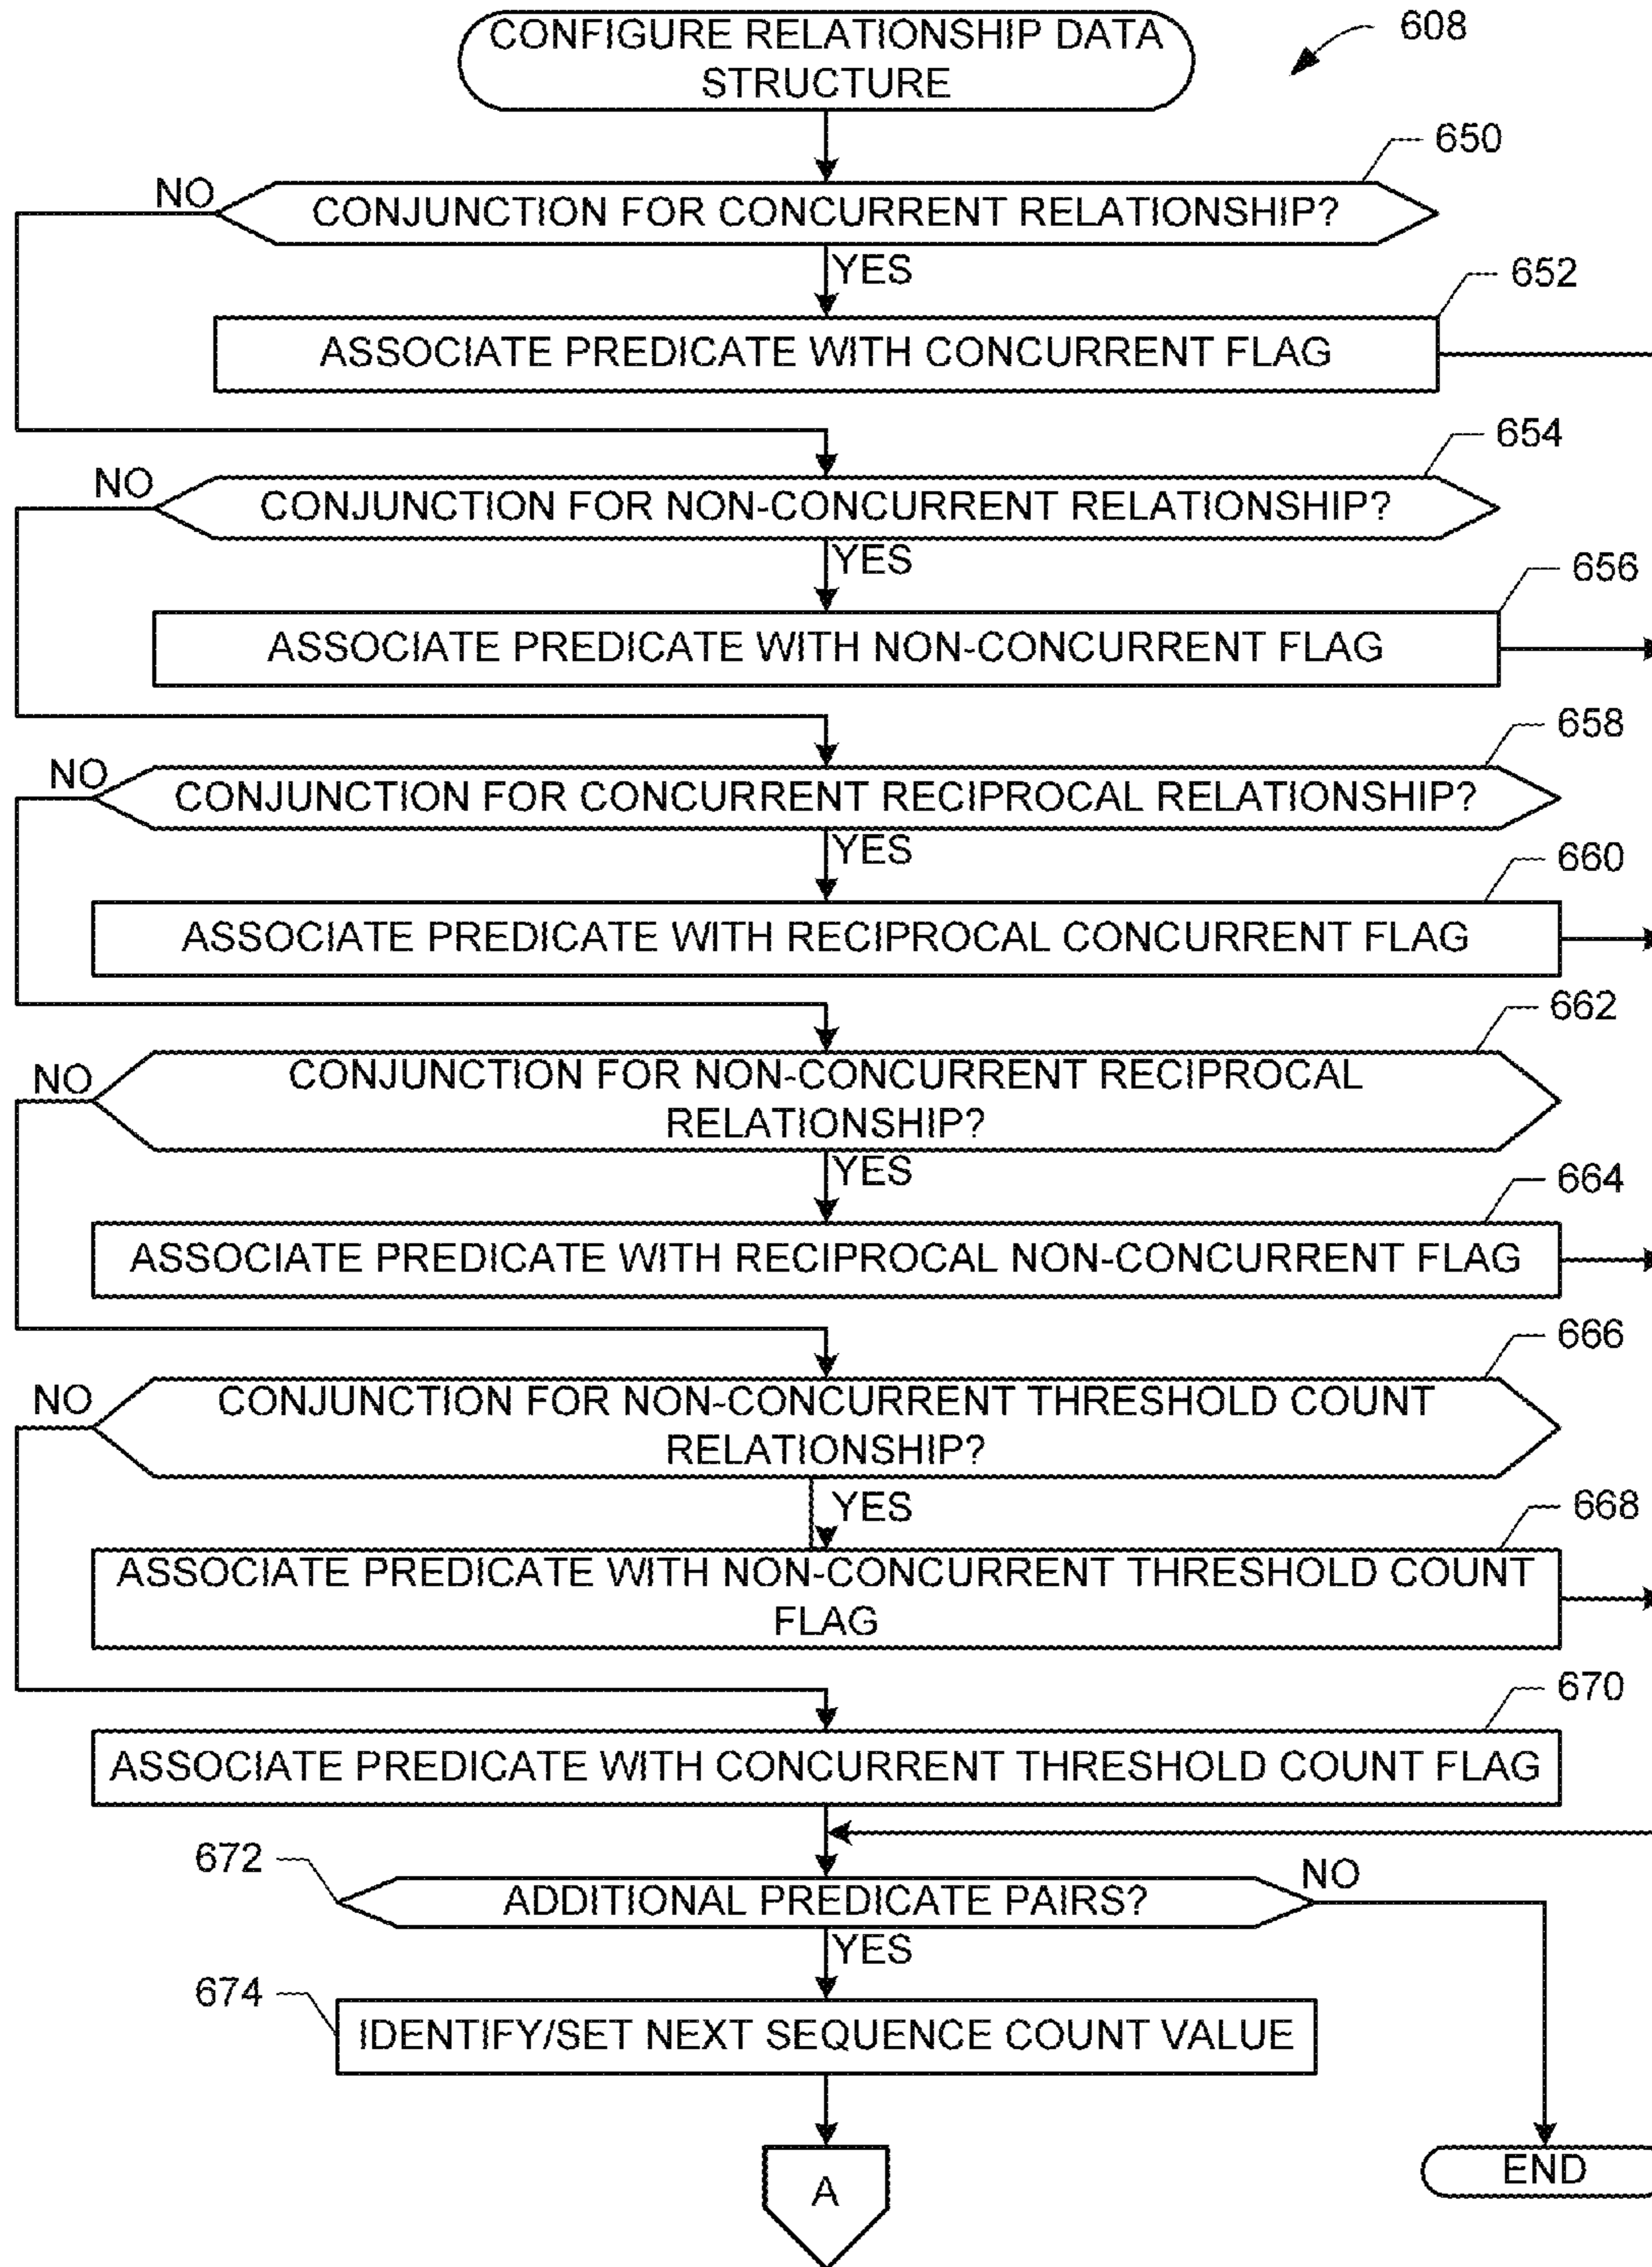 CONFIGURE RELATIONSHIP DATA
STRUCTURE
608
650
NO
CONJUNCTION FOR CONCURRENT RELATIONSHIP?
YES
652
ASSOCIATE PREDICATE WITH CONCURRENT FLAG
654
NO
CONJUNCTION FOR NON-CONCURRENT RELATIONSHIP?
YES
656
ASSOCIATE PREDICATE WITH NON-CONCURRENT FLAG
658
NO
CONJUNCTION FOR CONCURRENT RECIPROCAL RELATIONSHIP?
YES
660
ASSOCIATE PREDICATE WITH RECIPROCAL CONCURRENT FLAG
662
NO
CONJUNCTION FOR NON-CONCURRENT RECIPROCAL
RELATIONSHIP?
YES
664
ASSOCIATE PREDICATE WITH RECIPROCAL NON-CONCURRENT FLAG
666
NO
CONJUNCTION FOR NON-CONCURRENT THRESHOLD COUNT
RELATIONSHIP?
YES
668
ASSOCIATE PREDICATE WITH NON-CONCURRENT THRESHOLD COUNT
FLAG
670
ASSOCIATE PREDICATE WITH CONCURRENT THRESHOLD COUNT FLAG
672
ADDITIONAL PREDICATE PAIRS?
NO
YES
674
IDENTIFY/SET NEXT SEQUENCE COUNT VALUE
A
END